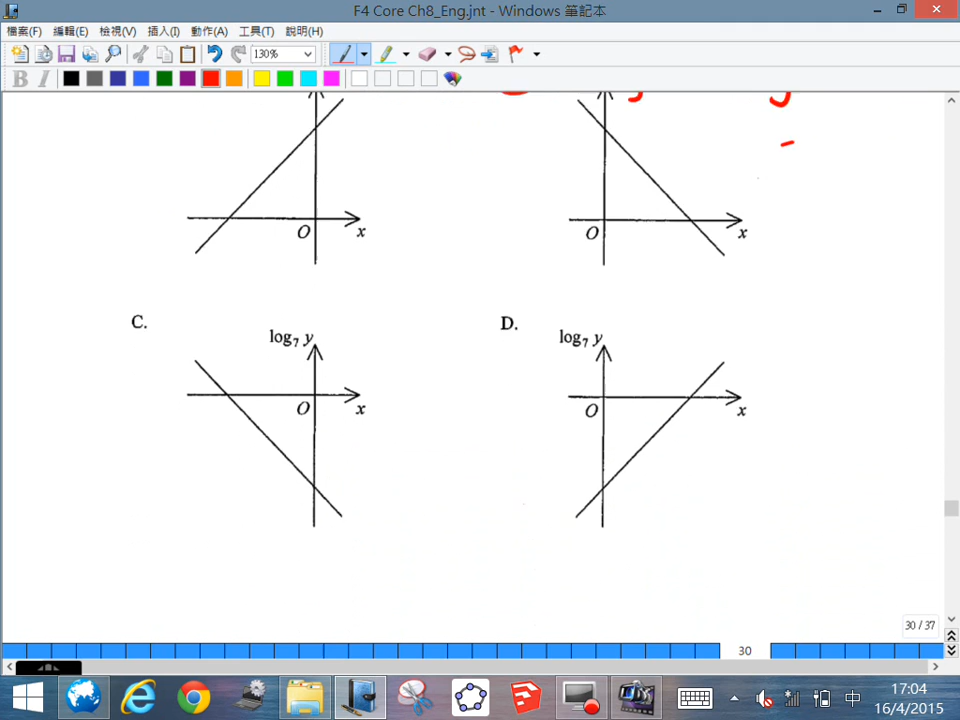 F4 Core Ch8_Eng.jnt - Windows 筆記本
檔案(F) 編輯(E) 檢視(V) 插入(I) 動作(A) 工具(T) 說明(H)
130%
B I
O x
O x
C.
log₇ y
O x
D.
log₇ y
O x
30 / 37
30
中
17:04
16/4/2015